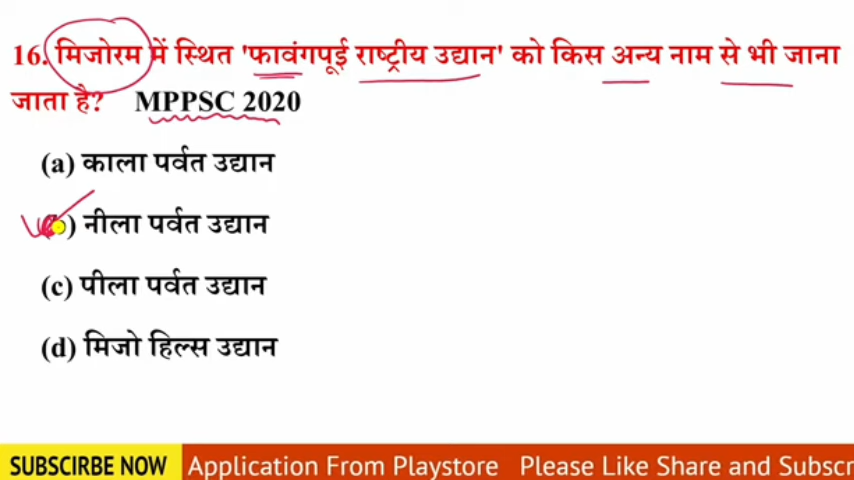 16. मिजोरम में स्थित 'फावंगपूई राष्ट्रीय उद्यान' को किस अन्य नाम से भी जाना
जाता है? MPPSC 2020
(a) काला पर्वत उद्यान
) नीला पर्वत उद्यान
(c) पीला पर्वत उद्यान
(d) मिजो हिल्स उद्यान
SUBSCIRBE NOW Application From Playstore Please Like Share and Subscr